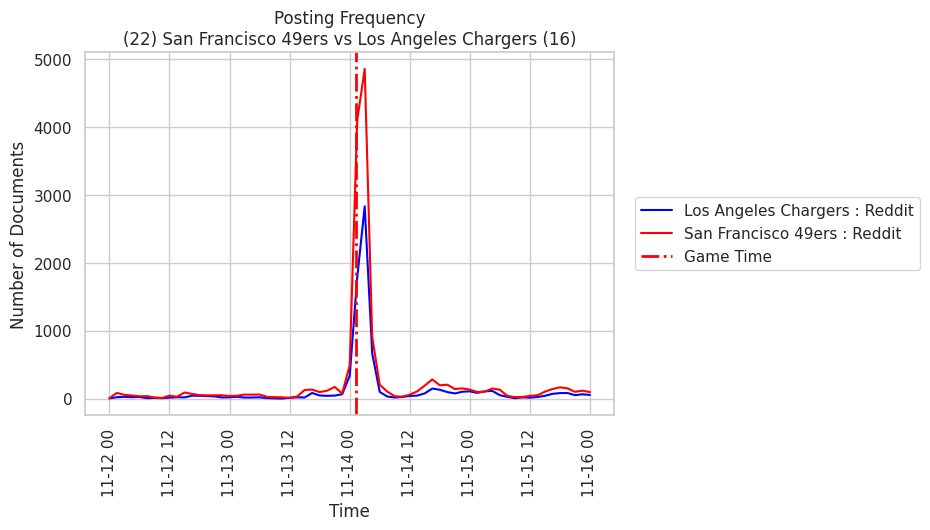 Posting Frequency
(22) San Francisco 49ers vs Los Angeles Chargers (16)
Number of Documents
5000
4000
3000
2000
1000
0
11-12 00
11-12 12
11-13 00
11-13 12
11-14 00
11-14 12
11-15 00
11-15 12
11-16 00
Time
Los Angeles Chargers : Reddit
San Francisco 49ers : Reddit
Game Time